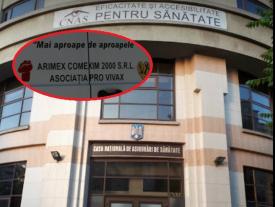 CNAS
EFICACITATE ȘI ACCESIBILITATE
PENTRU SĂNĂTATE
"Mai aproape de aproapele
ARIMEX COMEXIM 2000 S.R.L
ASOCIAȚIA PRO VIVAX
CASA NAȚIONALĂ DE ASIGURĂRI DE SĂNĂTATE